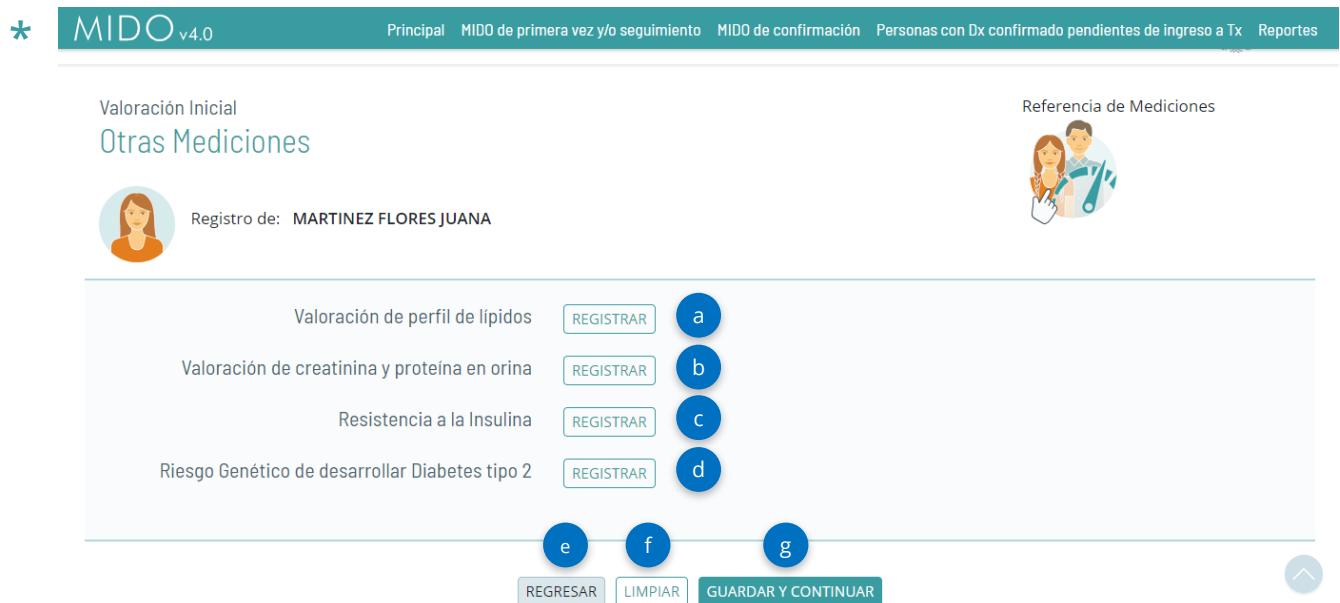 *
MIDO v4.0 Principal MIDO de primera vez y/o seguimiento MIDO de confirmación Personas con Dx confirmado pendientes de ingreso a Tx Reportes
Valoración Inicial
Otras Mediciones
Referencia de Mediciones
Registro de: MARTINEZ FLORES JUANA
Valoración de perfil de lípidos REGISTRAR a
Valoración de creatinina y proteína en orina REGISTRAR b
Resistencia a la Insulina REGISTRAR c
Riesgo Genético de desarrollar Diabetes tipo 2 REGISTRAR d
e f g
REGRESAR LIMPIAR GUARDAR Y CONTINUAR